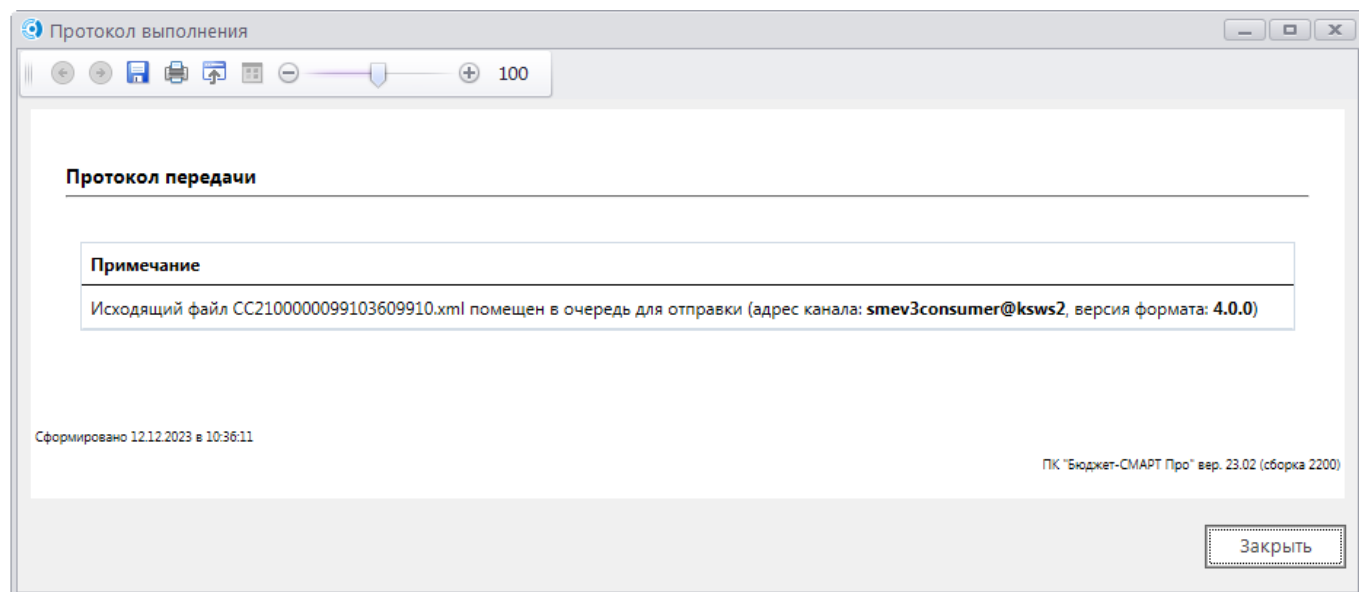 Протокол выполнения
100
Протокол передачи
Примечание
Исходящий файл CC2100000099103609910.xml помещен в очередь для отправки (адрес канала: smev3consumer@ksws2, версия формата: 4.0.0)
Сформировано 12.12.2023 в 10:36:11
ПК "Бюджет-СМАРТ Про" вер. 23.02 (сборка 2200)
Закрыть